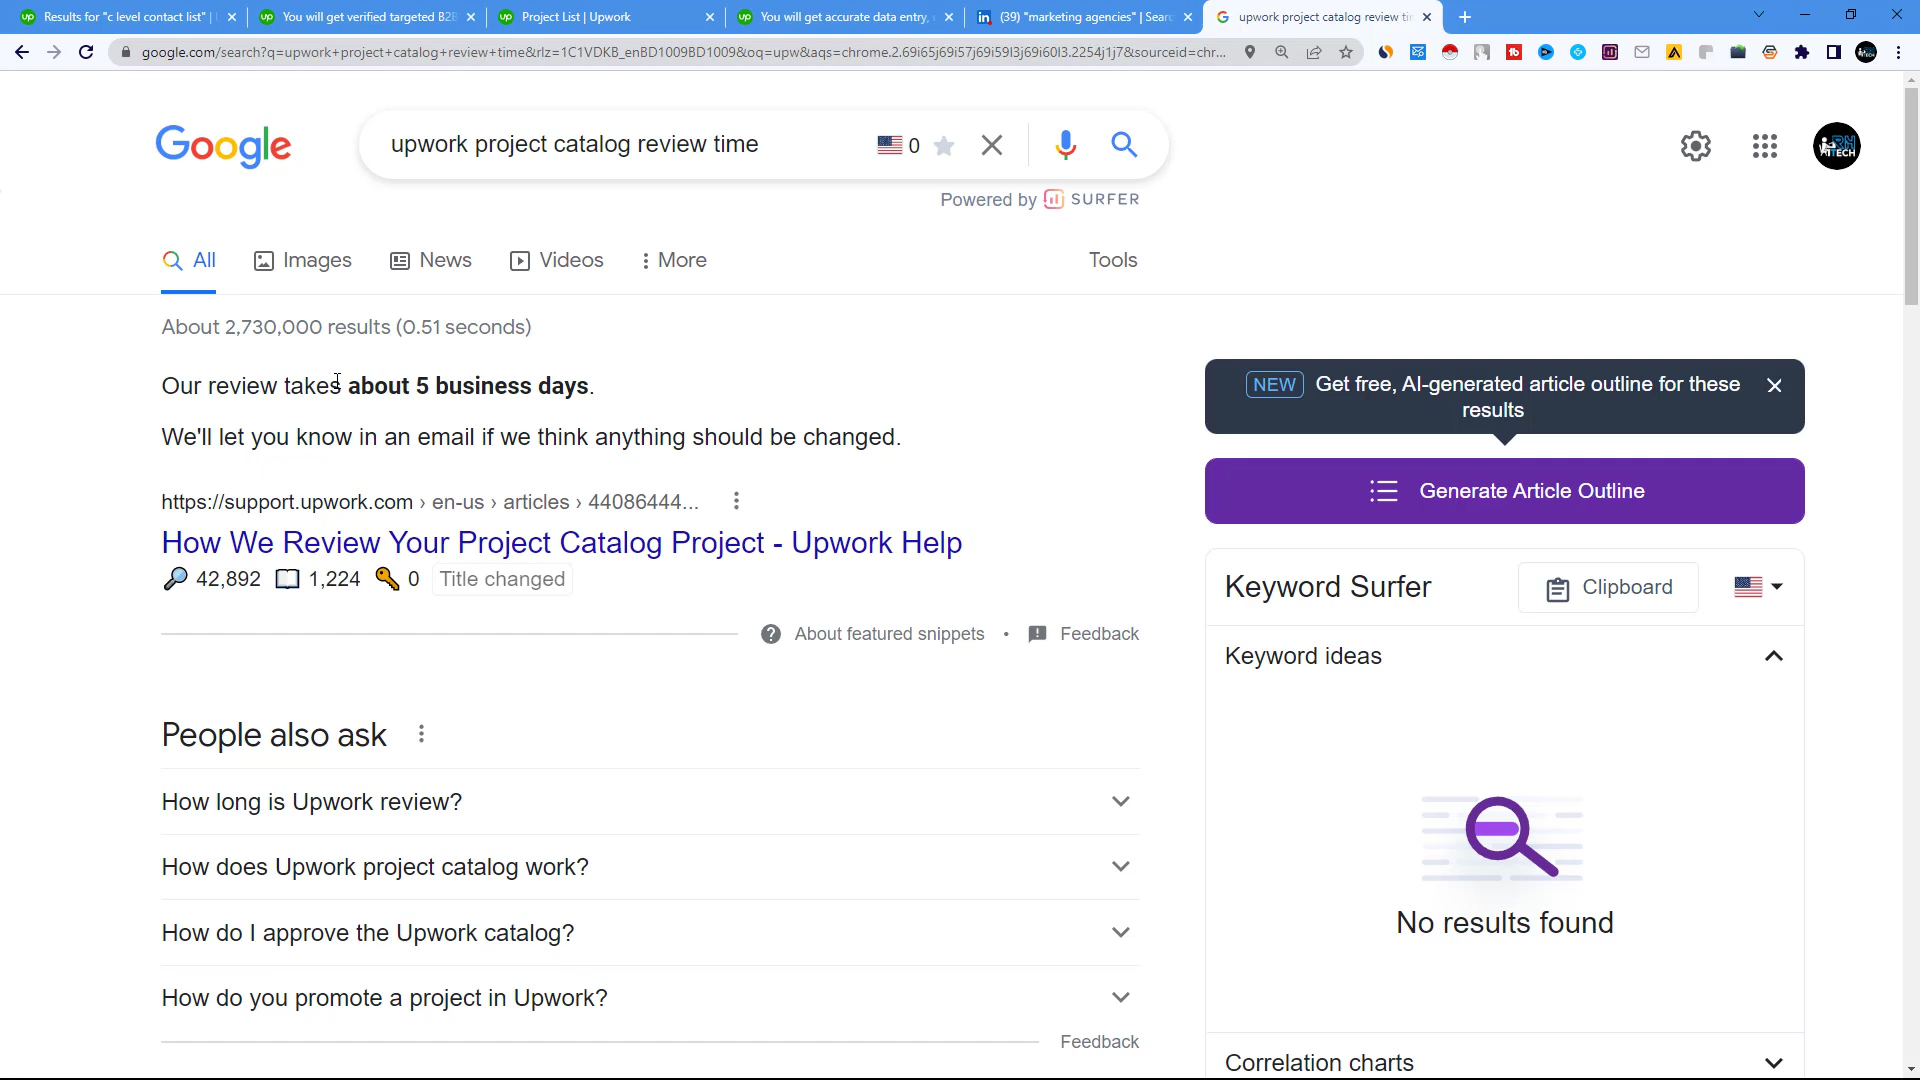 Results for "c level contact list" |
You will get verified targeted B2B
Project List | Upwork
You will get accurate data entry,
(39) "marketing agencies" | Sear
upwork project catalog review ti
google.com/search?q=upwork+project+catalog+review+time&rlz=1C1VDKB_enBD1009BD1009&oq=upw&aqs=chrome.2.69i65j69i57j69i59l3j69i60l3.2254j1j7&sourceid=chr...
Google
upwork project catalog review time
0
Powered by SURFER
All
Images
News
Videos
More
Tools
About 2,730,000 results (0.51 seconds)
Our review takes about 5 business days.
We'll let you know in an email if we think anything should be changed.
https://support.upwork.com › en-us › articles › 44086444...
How We Review Your Project Catalog Project - Upwork Help
42,892 1,224 0 Title changed
About featured snippets • Feedback
People also ask
How long is Upwork review?
How does Upwork project catalog work?
How do I approve the Upwork catalog?
How do you promote a project in Upwork?
Feedback
NEW Get free, AI-generated article outline for these
results
Generate Article Outline
Keyword Surfer
Clipboard
Keyword ideas
No results found
Correlation charts